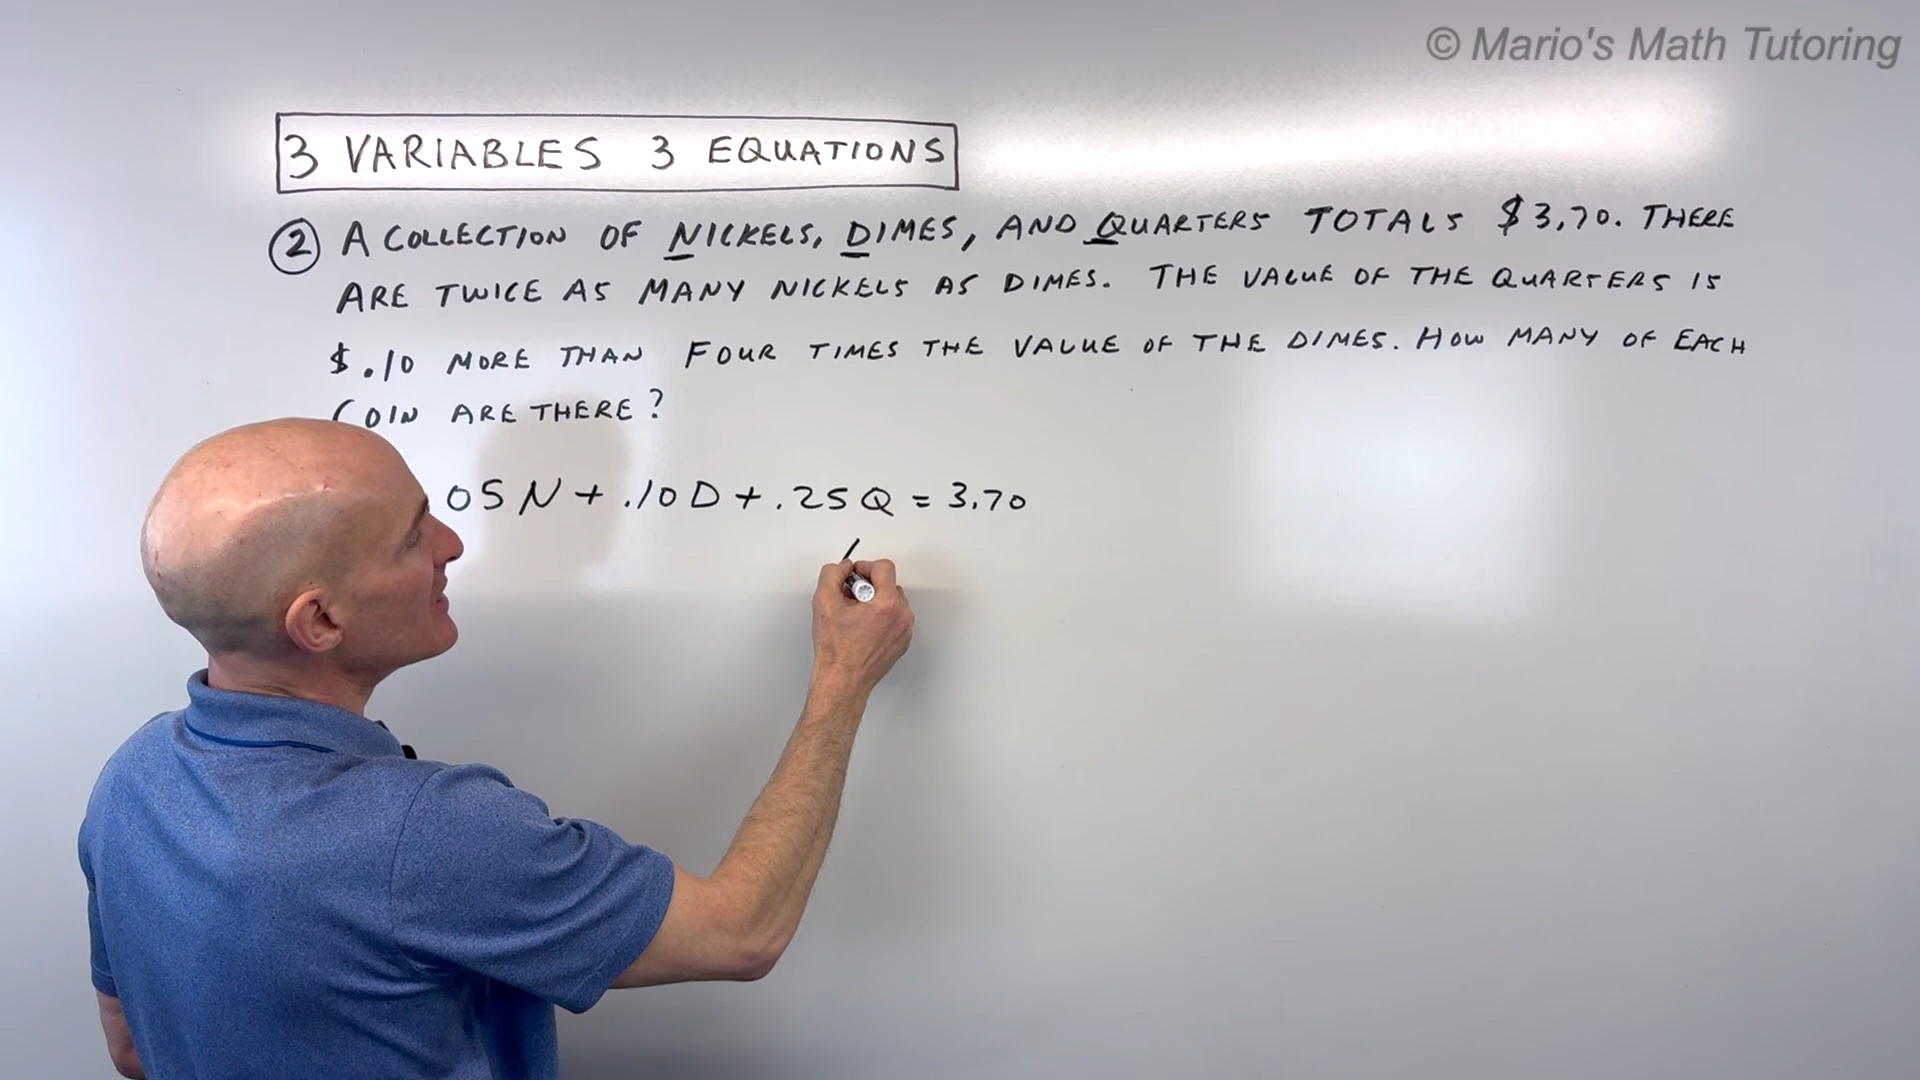 © Mario's Math Tutoring
3 VARIABLES 3 EQUATIONS
② A COLLECTION OF NICKELS, DIMES, AND QUARTERS TOTALS $3.70. THERE
ARE TWICE AS MANY NICKELS AS DIMES. THE VALUE OF THE QUARTERS IS
$.10 MORE THAN FOUR TIMES THE VALUE OF THE DIMES. HOW MANY OF EACH
COIN ARE THERE?
05N + .10D + .25Q = 3.70